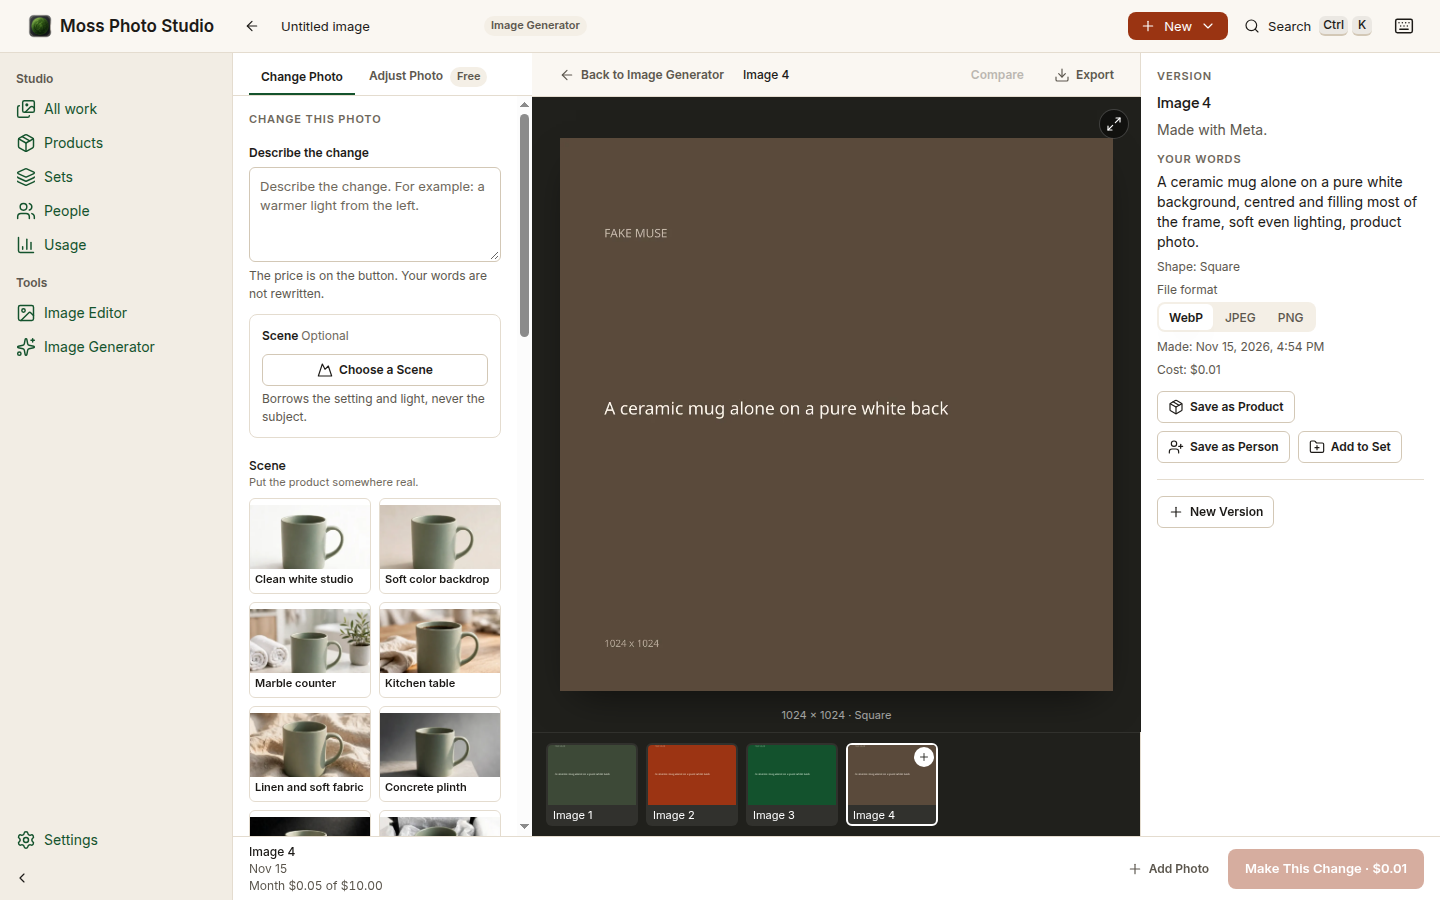 Moss Photo Studio
Untitled image
Image Generator
New
Search Ctrl K
Studio
All work
Products
Sets
People
Usage
Tools
Image Editor
Image Generator
Settings
Change Photo
Adjust Photo Free
CHANGE THIS PHOTO
Describe the change
Describe the change. For example: a
warmer light from the left.
The price is on the button. Your words are
not rewritten.
Scene Optional
Choose a Scene
Borrows the setting and light, never the
subject.
Scene
Put the product somewhere real.
Clean white studio
Soft color backdrop
Marble counter
Kitchen table
Linen and soft fabric
Concrete plinth
Back to Image Generator
Image 4
Compare
Export
FAKE MUSE
A ceramic mug alone on a pure white back
1024 x 1024
1024 × 1024 · Square
Image 1
Image 2
Image 3
Image 4
VERSION
Image 4
Made with Meta.
YOUR WORDS
A ceramic mug alone on a pure white
background, centred and filling most of
the frame, soft even lighting, product
photo.
Shape: Square
File format
WebP JPEG PNG
Made: Nov 15, 2026, 4:54 PM
Cost: $0.01
Save as Product
Save as Person
Add to Set
New Version
Image 4
Nov 15
Month $0.05 of $10.00
Add Photo
Make This Change · $0.01